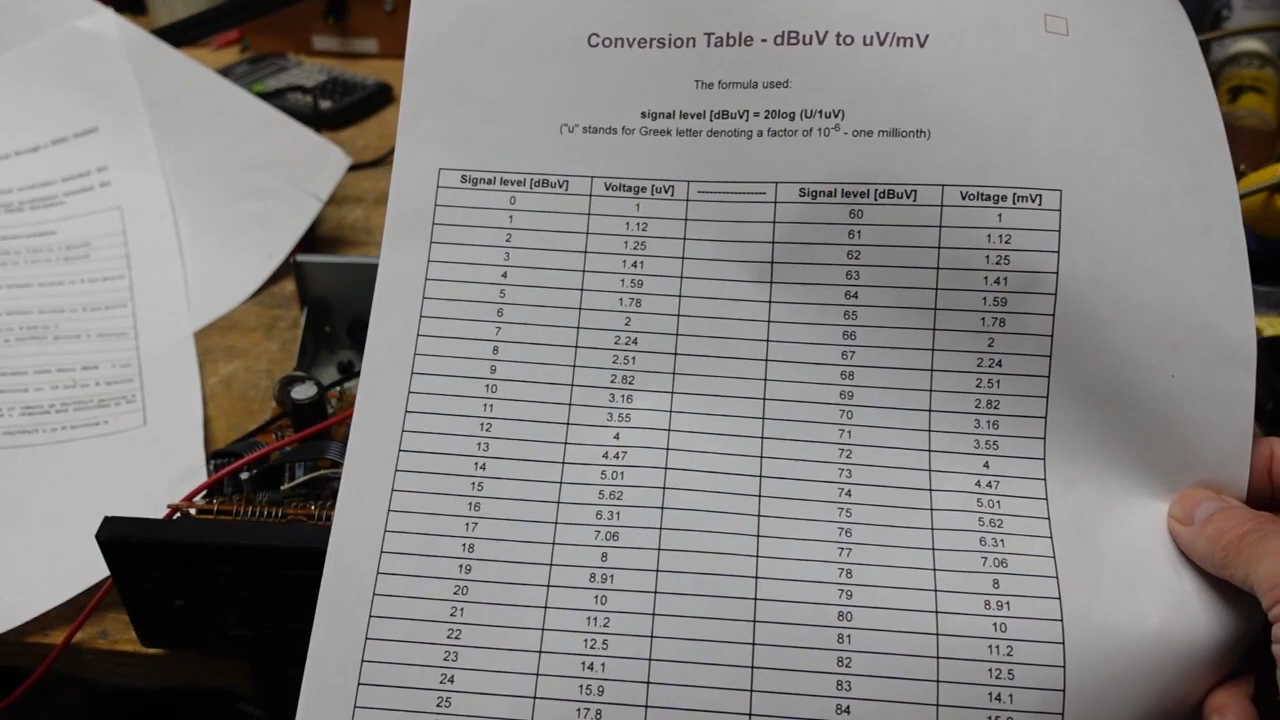 Conversion Table - dBuV to uV/mV
The formula used:
signal level [dBuV] = 20log (U/1uV)
("u" stands for Greek letter denoting a factor of 10-6 - one millionth)
Signal level [dBuV] Voltage [uV] ------------------ Signal level [dBuV] Voltage [mV]
0 1 60 1
1 1.12 61 1.12
2 1.25 62 1.25
3 1.41 63 1.41
4 1.59 64 1.59
5 1.78 65 1.78
6 2 66 2
7 2.24 67 2.24
8 2.51 68 2.51
9 2.82 69 2.82
10 3.16 70 3.16
11 3.55 71 3.55
12 4 72 4
13 4.47 73 4.47
14 5.01 74 5.01
15 5.62 75 5.62
16 6.31 76 6.31
17 7.06 77 7.06
18 8 78 8
19 8.91 79 8.91
20 10 80 10
21 11.2 81 11.2
22 12.5 82 12.5
23 14.1 83 14.1
24 15.9 84
25 17.8